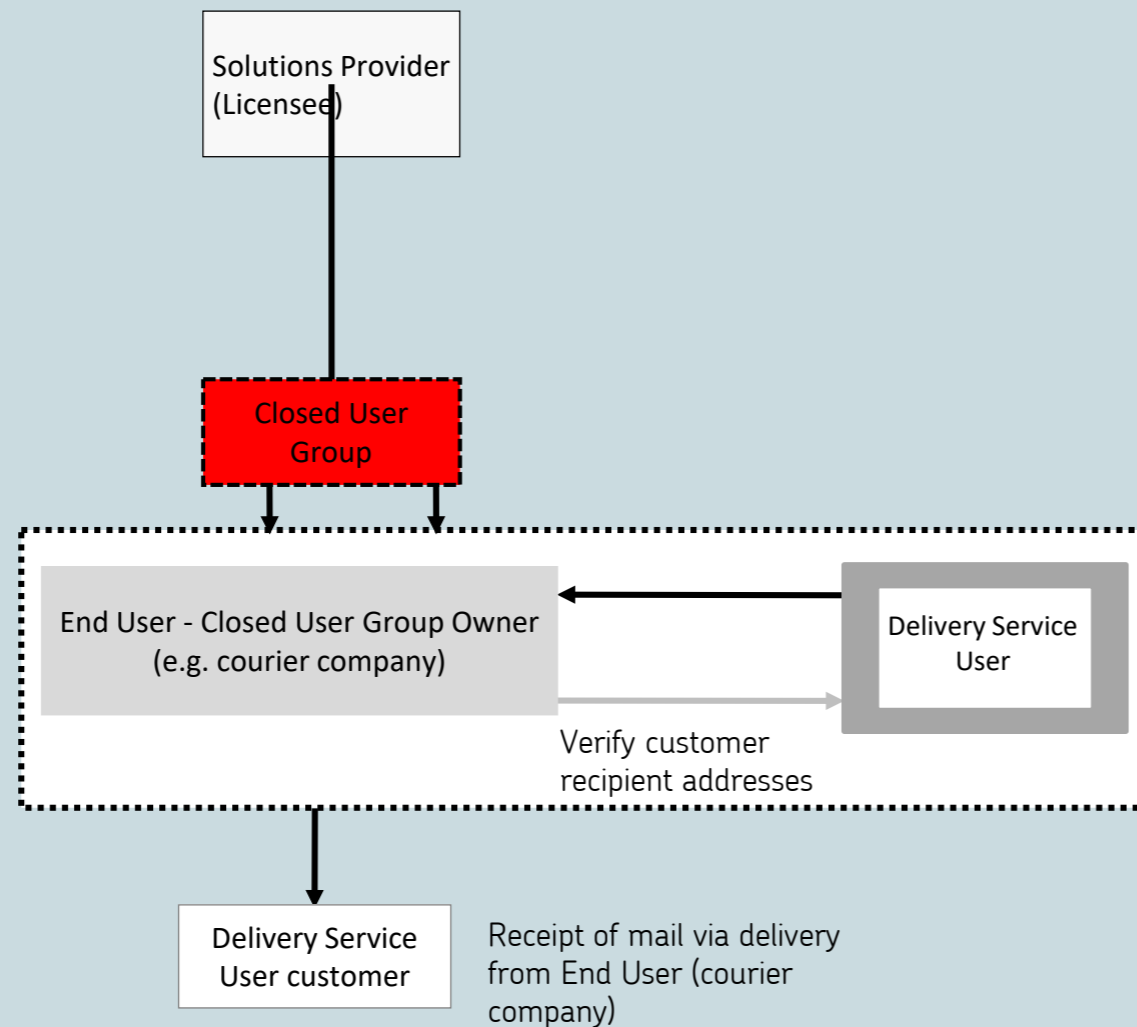 Solutions Provider
(Licensee)
Closed User
Group
End User - Closed User Group Owner
(e.g. courier company)
Delivery Service
User
Verify customer
recipient addresses
Delivery Service
User customer
Receipt of mail via delivery
from End User (courier
company)